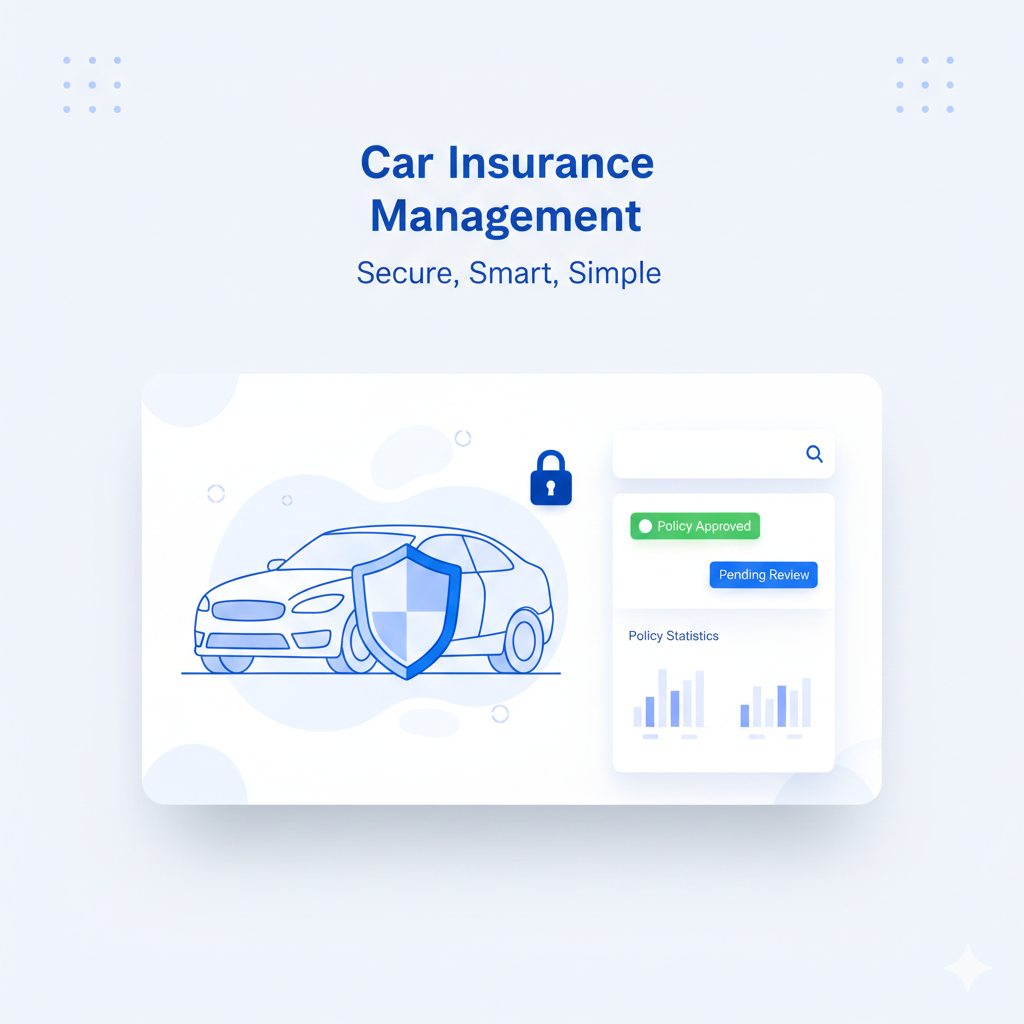 Car Insurance
Management
Secure, Smart, Simple
Policy Approved
Pending Review
Policy Statistics